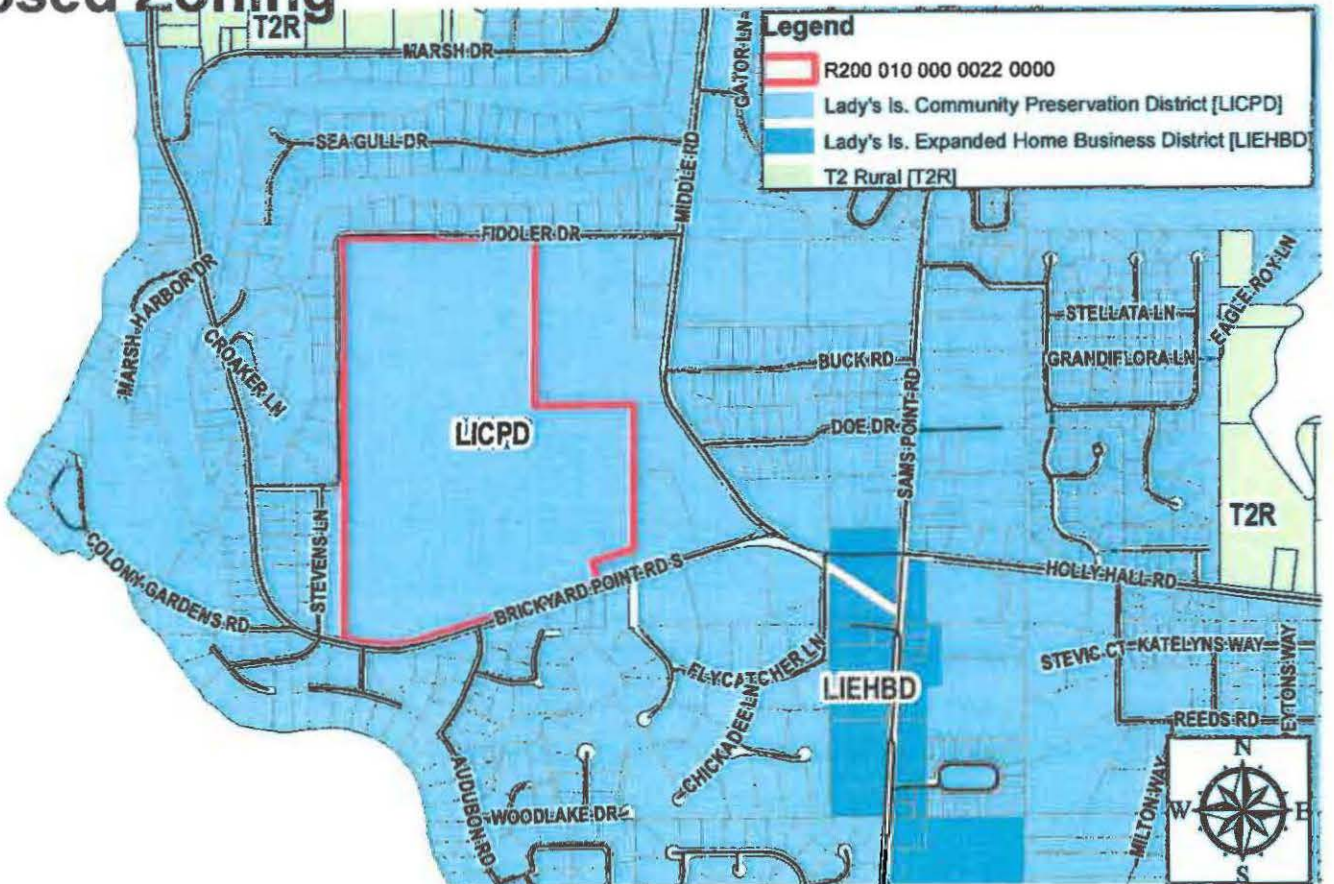 osed Zoning
Legend
R200 010 000 0022 0000
Lady's Is. Community Preservation District [LICPD]
Lady's Is. Expanded Home Business District [LIEHBD]
T2 Rural [T2R]
T2R
MARSH DR
GATOR LN
SEA GULL DR
MIDDLE RD
FIDDLER DR
MARSH HARBOR DR
CROAKER LN
STELLATA LN
EAGLE ROY LN
BUCK RD
GRANDIFLORA LN
DOE DR
SAMS POINT RD
LICPD
T2R
STEVENS LN
COLONY GARDENS RD
BRICKYARD POINT RD S
HOLLY HALL RD
FLYCATCHER LN
CHICKADEE LN
LIEHBD
STEVIC CT
KATELYNS WAY
EYTONS WAY
REEDS RD
AUDUBON RD
WOODLAKE DR
MILTON WAY
N
W
E
S